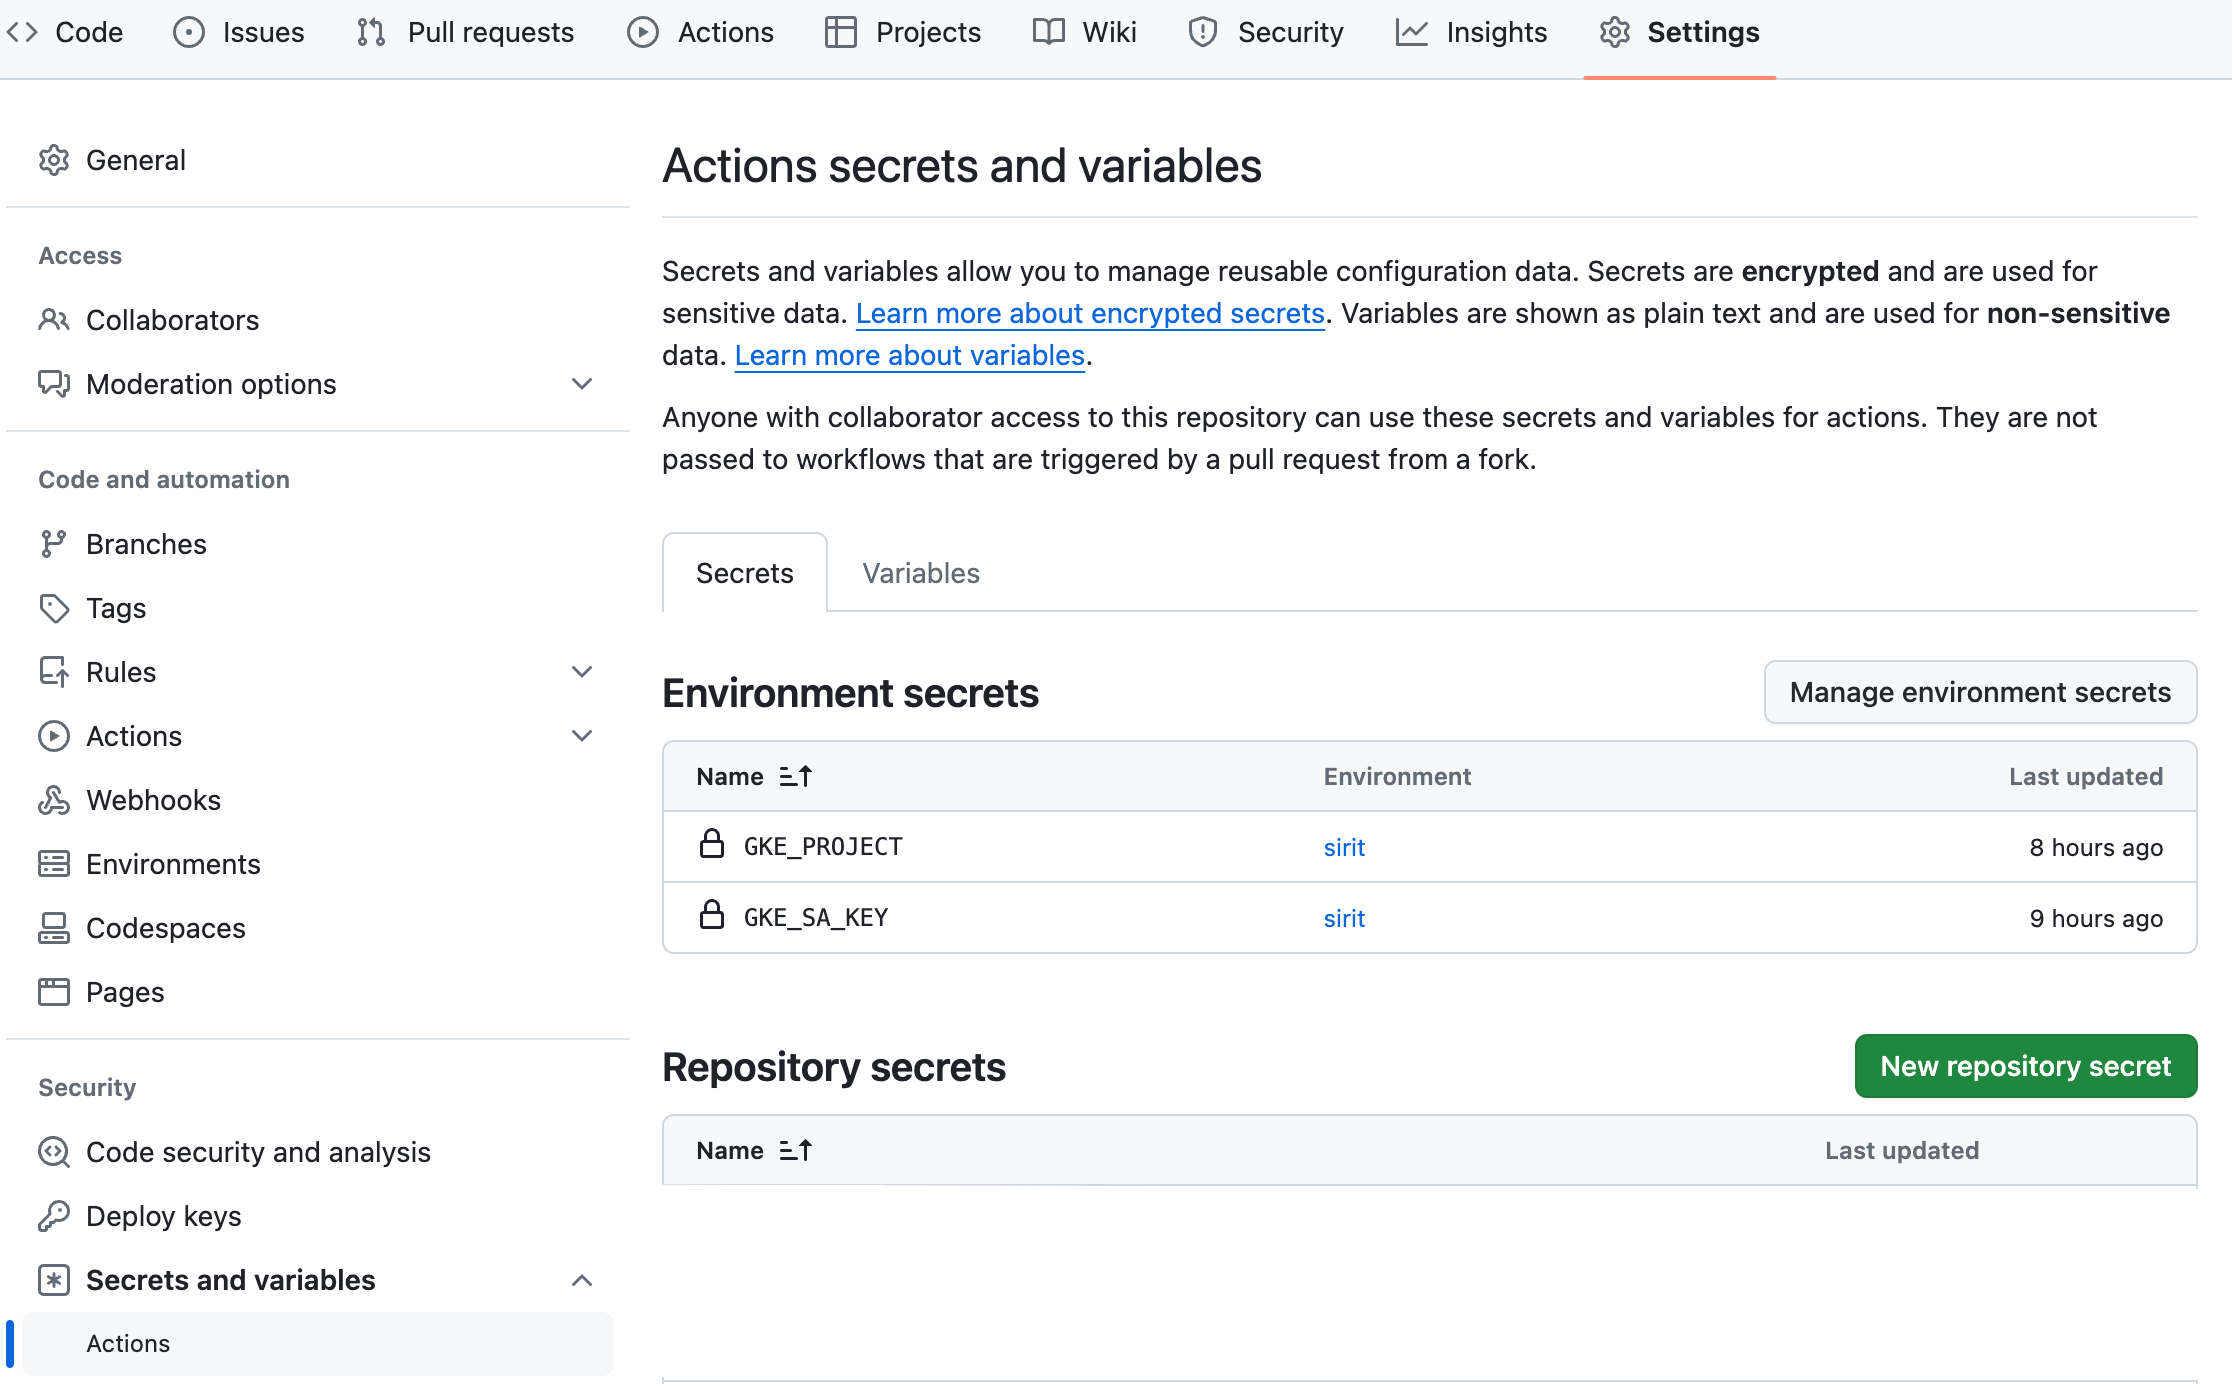 Code Issues Pull requests Actions Projects Wiki Security Insights Settings
General
Access
Collaborators
Moderation options
Code and automation
Branches
Tags
Rules
Actions
Webhooks
Environments
Codespaces
Pages
Security
Code security and analysis
Deploy keys
Secrets and variables
Actions
Actions secrets and variables
Secrets and variables allow you to manage reusable configuration data. Secrets are encrypted and are used for
sensitive data. Learn more about encrypted secrets. Variables are shown as plain text and are used for non-sensitive
data. Learn more about variables.
Anyone with collaborator access to this repository can use these secrets and variables for actions. They are not
passed to workflows that are triggered by a pull request from a fork.
Secrets Variables
Environment secrets Manage environment secrets
Name Environment Last updated
GKE_PROJECT sirit 8 hours ago
GKE_SA_KEY sirit 9 hours ago
Repository secrets New repository secret
Name Last updated